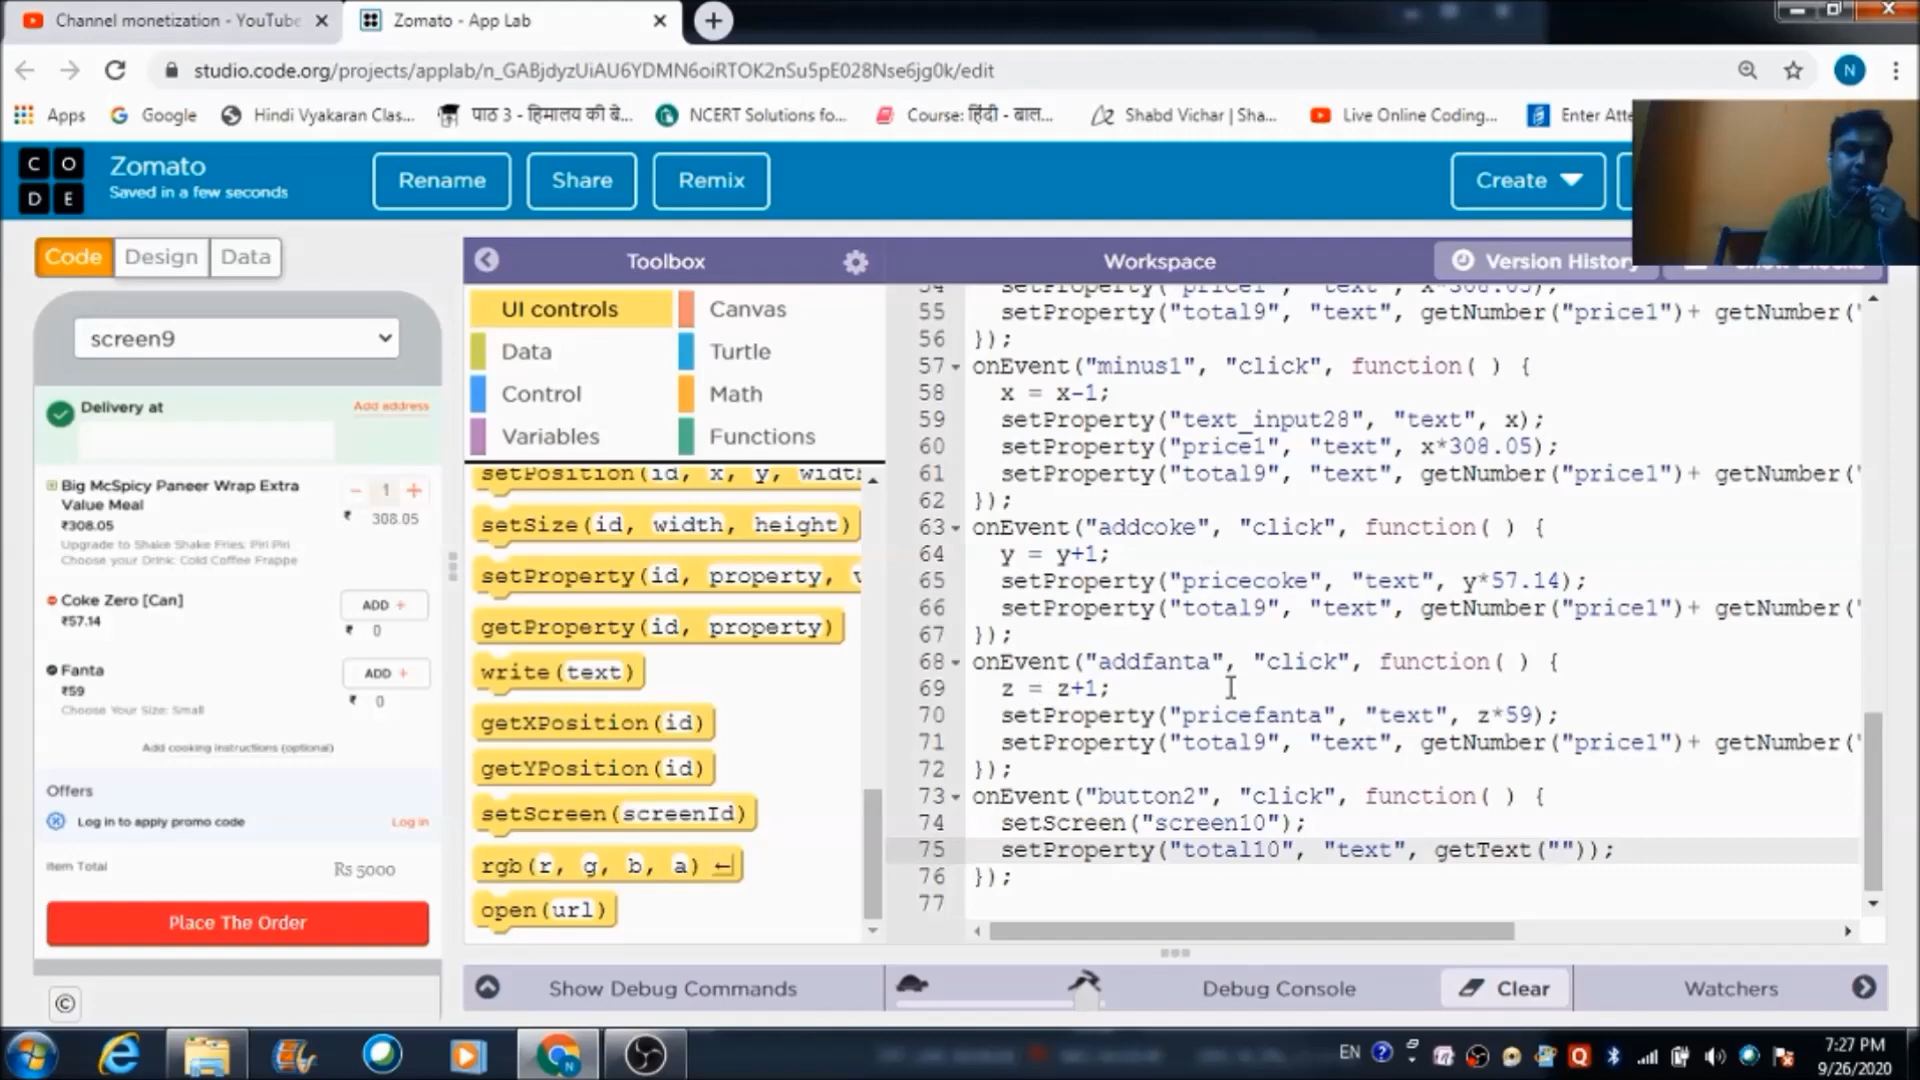 Channel monetization - YouTube
Zomato - App Lab
studio.code.org/projects/applab/n_GABjdyzUiAU6YDMN6oiRTOK2nSu5pE028Nse6jg0k/edit
N
Apps
Google
Hindi Vyakaran Clas...
पाठ 3 - हिमालय की बे...
NCERT Solutions fo...
Course: हिंदी - बाल...
Shabd Vichar | Sha...
Live Online Coding...
Enter Atte
C O
D E
Zomato
Saved in a few seconds
Rename
Share
Remix
Create
Code
Design
Data
Toolbox
Workspace
Version History
screen9
Delivery at
Add address
Big McSpicy Paneer Wrap Extra
Value Meal
₹308.05
Upgrade to Shake Shake Fries: Piri Piri
Choose your Drink: Cold Coffee Frappe
− 1 +
₹ 308.05
Coke Zero [Can]
₹57.14
ADD +
₹ 0
Fanta
₹59
Choose Your Size: Small
ADD +
₹ 0
Add cooking instructions (optional)
Offers
Log in to apply promo code
Log in
Item Total
Rs 5000
Place The Order
UI controls
Canvas
Data
Turtle
Control
Math
Variables
Functions
setPosition(id, x, y, widt
setSize(id, width, height)
setProperty(id, property, v
getProperty(id, property)
write(text)
getXPosition(id)
getYPosition(id)
setScreen(screenId)
rgb(r, g, b, a)
open(url)
54 setProperty("price1", "text", x*308.05);
55 setProperty("total9", "text", getNumber("price1")+ getNumber("
56 });
57 onEvent("minus1", "click", function( ) {
58 x = x-1;
59 setProperty("text_input28", "text", x);
60 setProperty("price1", "text", x*308.05);
61 setProperty("total9", "text", getNumber("price1")+ getNumber("
62 });
63 onEvent("addcoke", "click", function( ) {
64 y = y+1;
65 setProperty("pricecoke", "text", y*57.14);
66 setProperty("total9", "text", getNumber("price1")+ getNumber("
67 });
68 onEvent("addfanta", "click", function( ) {
69 z = z+1;
70 setProperty("pricefanta", "text", z*59);
71 setProperty("total9", "text", getNumber("price1")+ getNumber("
72 });
73 onEvent("button2", "click", function( ) {
74 setScreen("screen10");
75 setProperty("total10", "text", getText(""));
76 });
77
©
Show Debug Commands
Debug Console
Clear
Watchers
EN
7:27 PM
9/26/2020